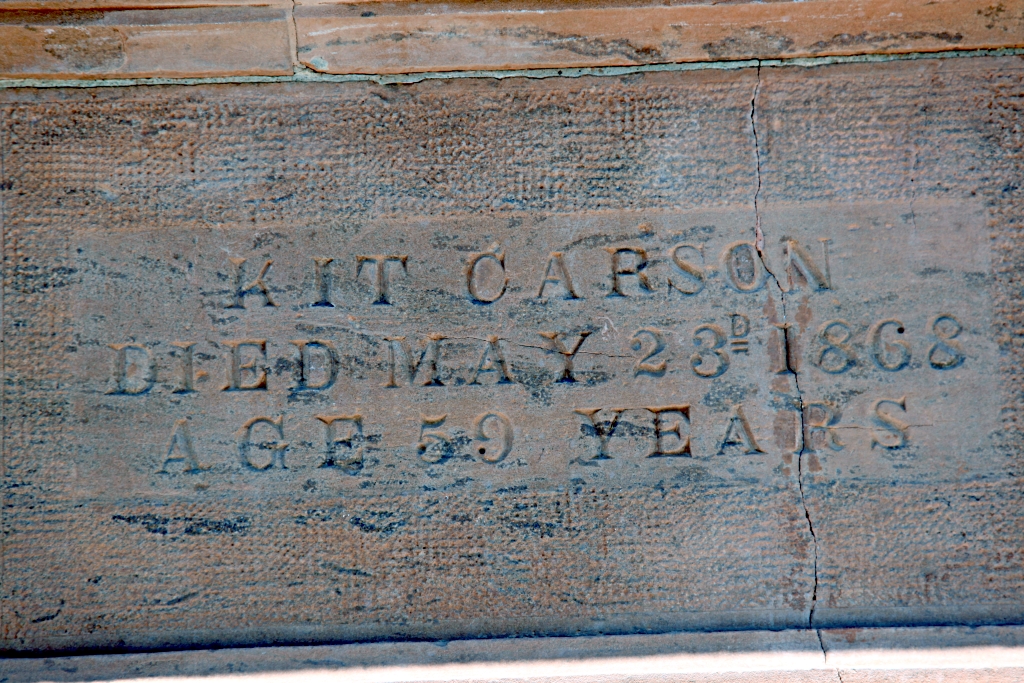 KIT CARSON
DIED MAY 23D 1868
AGE 59 YEARS